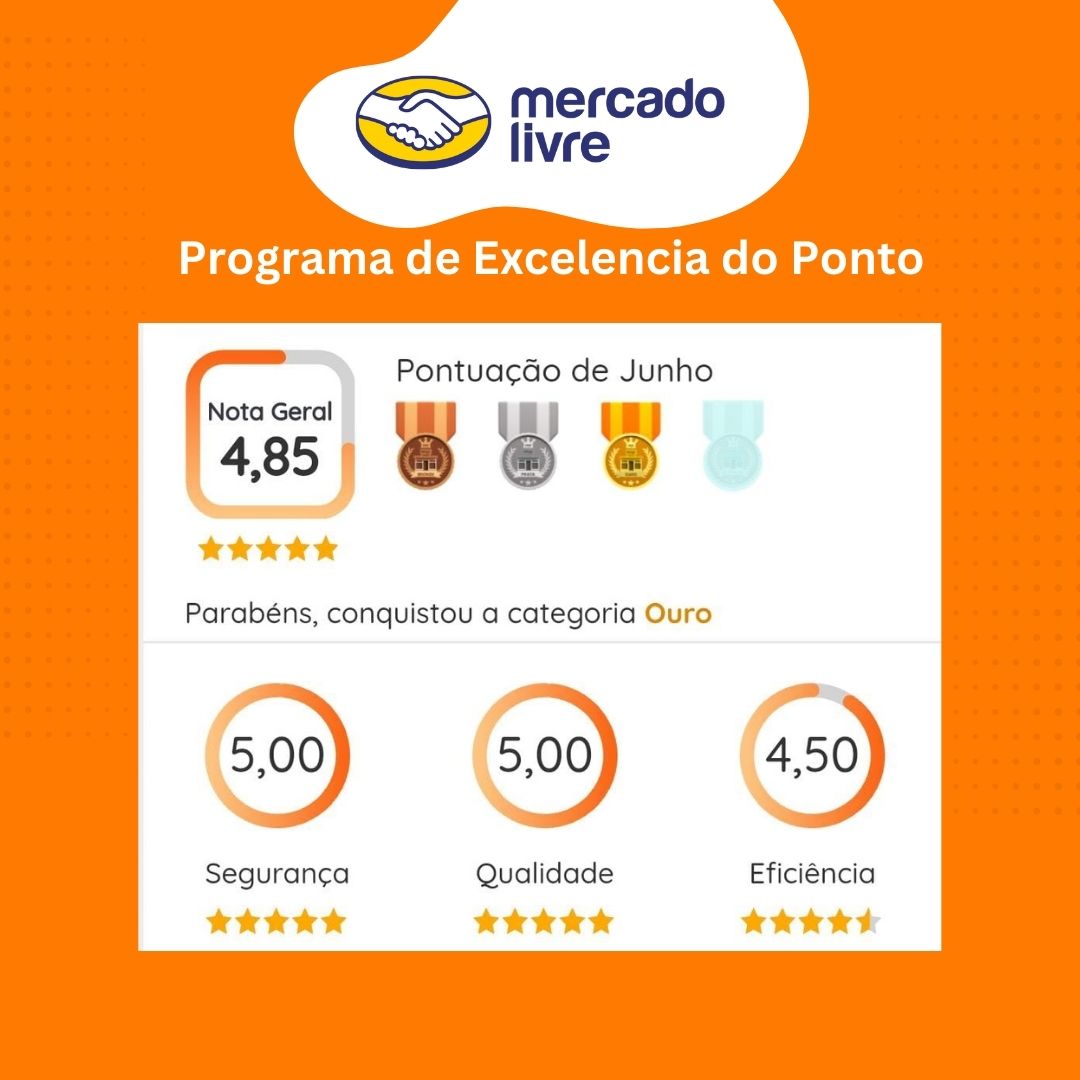 mercado
livre
Programa de Excelencia do Ponto
Nota Geral
4,85
Pontuação de Junho
Parabéns, conquistou a categoria Ouro
5,00
5,00
4,50
Segurança
Qualidade
Eficiência